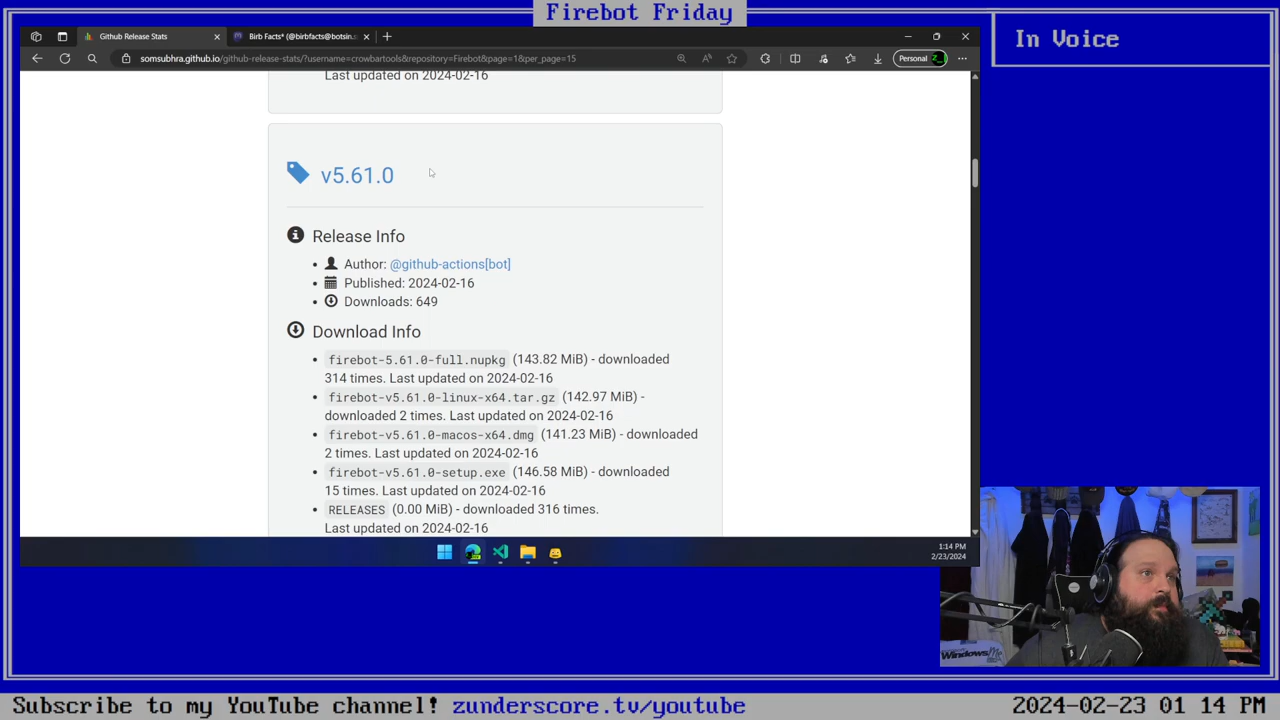 Firebot Friday
Github Release Stats
Birb Facts* (@birbfacts@botsin.s
In Voice
somsubhra.github.io/github-release-stats/?username=crowbartools&repository=Firebot&page=1&per_page=15
Personal
Last updated on 2024-02-16
v5.61.0
Release Info
Author: @github-actions[bot]
Published: 2024-02-16
Downloads: 649
Download Info
firebot-5.61.0-full.nupkg (143.82 MiB) - downloaded
314 times. Last updated on 2024-02-16
firebot-v5.61.0-linux-x64.tar.gz (142.97 MiB) -
downloaded 2 times. Last updated on 2024-02-16
firebot-v5.61.0-macos-x64.dmg (141.23 MiB) - downloaded
2 times. Last updated on 2024-02-16
firebot-v5.61.0-setup.exe (146.58 MiB) - downloaded
15 times. Last updated on 2024-02-16
RELEASES (0.00 MiB) - downloaded 316 times.
Last updated on 2024-02-16
1:14 PM
2/23/2024
Windows
Subscribe to my YouTube channel! zunderscore.tv/youtube
2024-02-23 01 14 PM